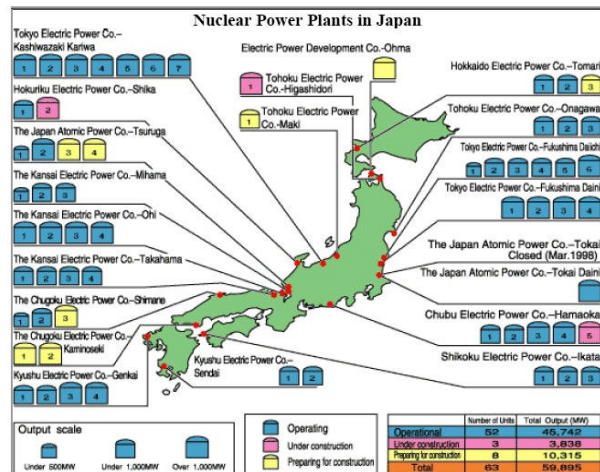 Nuclear Power Plants in Japan
Tokyo Electric Power Co.–
Kashiwazaki Kariwa
1 2 3 4 5 6 7
Hokuriku Electric Power Co.–Shika
1 2
The Japan Atomic Power Co.–Tsuruga
1 2 3 4
The Kansai Electric Power Co.–Mihama
1 2 3
The Kansai Electric Power Co.–Ohi
1 2 3 4
The Kansai Electric Power Co.–Takahama
1 2 3 4
The Chugoku Electric Power Co.–Shimane
1 2 3
The Chugoku Electric Power Co.–
Kaminoseki
1 2
Kyushu Electric Power Co.–Genkai
1 2 3 4
Electric Power Development Co.-Ohma
Tohoku Electric Power
Co.–Higashidori
1
Tohoku Electric Power
Co.–Maki
1
Kyushu Electric Power Co.–
Sendai
1 2
Hokkaido Electric Power Co.–Tomari
1 2 3
Tohoku Electric Power Co.–Onagawa
1 2 3
Tokyo Electric Power Co.–Fukushima Daiichi
1 2 3 4 5 6
Tokyo Electric Power Co.–Fukushima Daini
1 2 3 4
The Japan Atomic Power Co.–Tokai
Closed (Mar.1998)
The Japan Atomic Power Co.–Tokai Daini
Chubu Electric Power Co.–Hamaoka
1 2 3 4 5
Shikoku Electric Power Co.–Ikata
1 2 3
Output scale
Under 500MW Under 1,000MW Over 1,000MW
Operating
Under construction
Preparing for construction
Number of Units Total Output (MW)
Operational 52 45,742
Under construction 3 3,838
Preparing for construction 8 10,315
Total 63 59,895